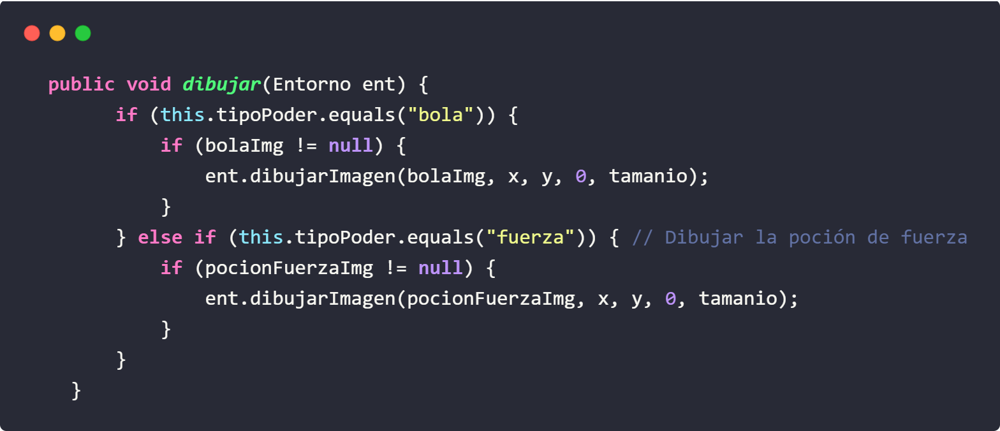 public void dibujar(Entorno ent) {
if (this.tipoPoder.equals("bola")) {
if (bolaImg != null) {
ent.dibujarImagen(bolaImg, x, y, 0, tamanio);
}
} else if (this.tipoPoder.equals("fuerza")) { // Dibujar la poción de fuerza
if (pocionFuerzaImg != null) {
ent.dibujarImagen(pocionFuerzaImg, x, y, 0, tamanio);
}
}
}